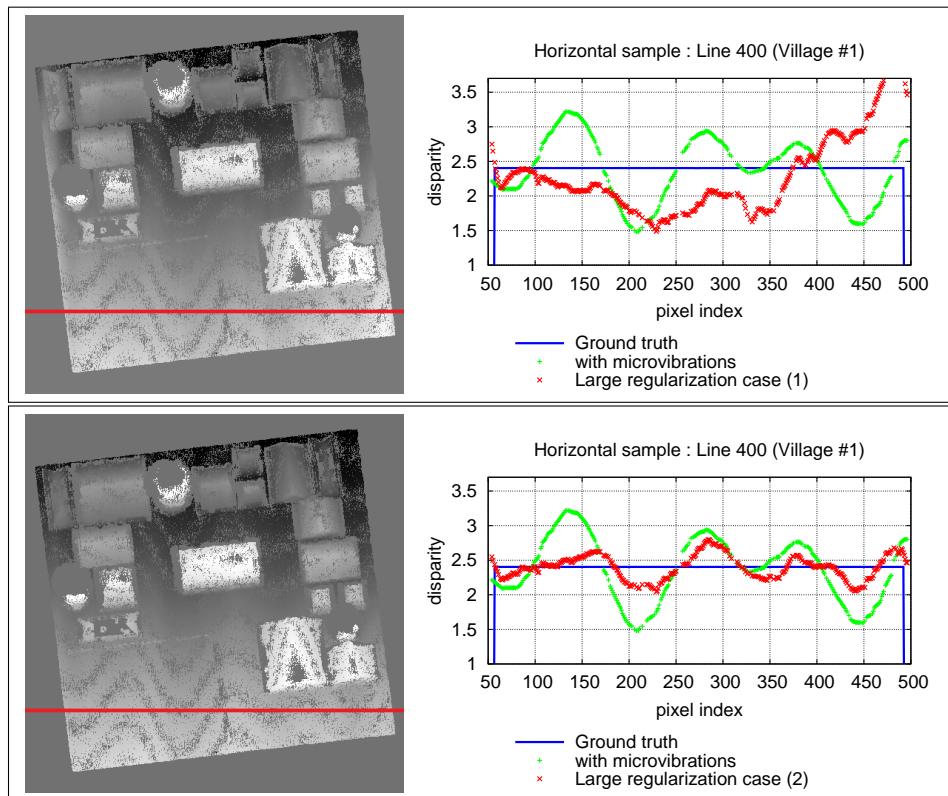 Horizontal sample : Line 400 (Village #1)
disparity
3.5
3
2.5
2
1.5
1
50 100 150 200 250 300 350 400 450 500
pixel index
Ground truth
with microvibrations
Large regularization case (1)
Horizontal sample : Line 400 (Village #1)
disparity
3.5
3
2.5
2
1.5
1
50 100 150 200 250 300 350 400 450 500
pixel index
Ground truth
with microvibrations
Large regularization case (2)